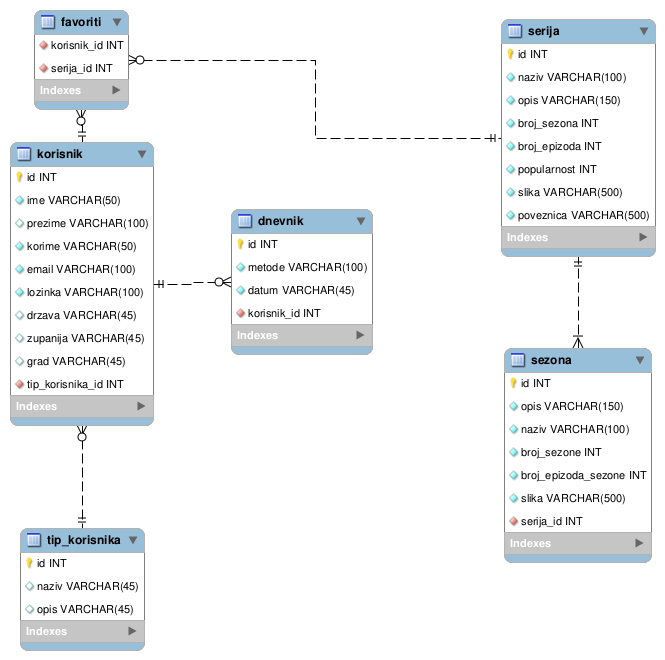 favoriti
korisnik_id INT
serija_id INT
Indexes
korisnik
id INT
ime VARCHAR(50)
prezime VARCHAR(100)
korime VARCHAR(50)
email VARCHAR(100)
lozinka VARCHAR(100)
drzava VARCHAR(45)
zupanija VARCHAR(45)
grad VARCHAR(45)
tip_korisnika_id INT
Indexes
tip_korisnika
id INT
naziv VARCHAR(45)
opis VARCHAR(45)
Indexes
dnevnik
id INT
metode VARCHAR(100)
datum VARCHAR(45)
korisnik_id INT
Indexes
serija
id INT
naziv VARCHAR(100)
opis VARCHAR(150)
broj_sezona INT
broj_epizoda INT
popularnost INT
slika VARCHAR(500)
poveznica VARCHAR(500)
Indexes
sezona
id INT
opis VARCHAR(150)
naziv VARCHAR(100)
broj_sezone INT
broj_epizoda_sezone INT
slika VARCHAR(500)
serija_id INT
Indexes